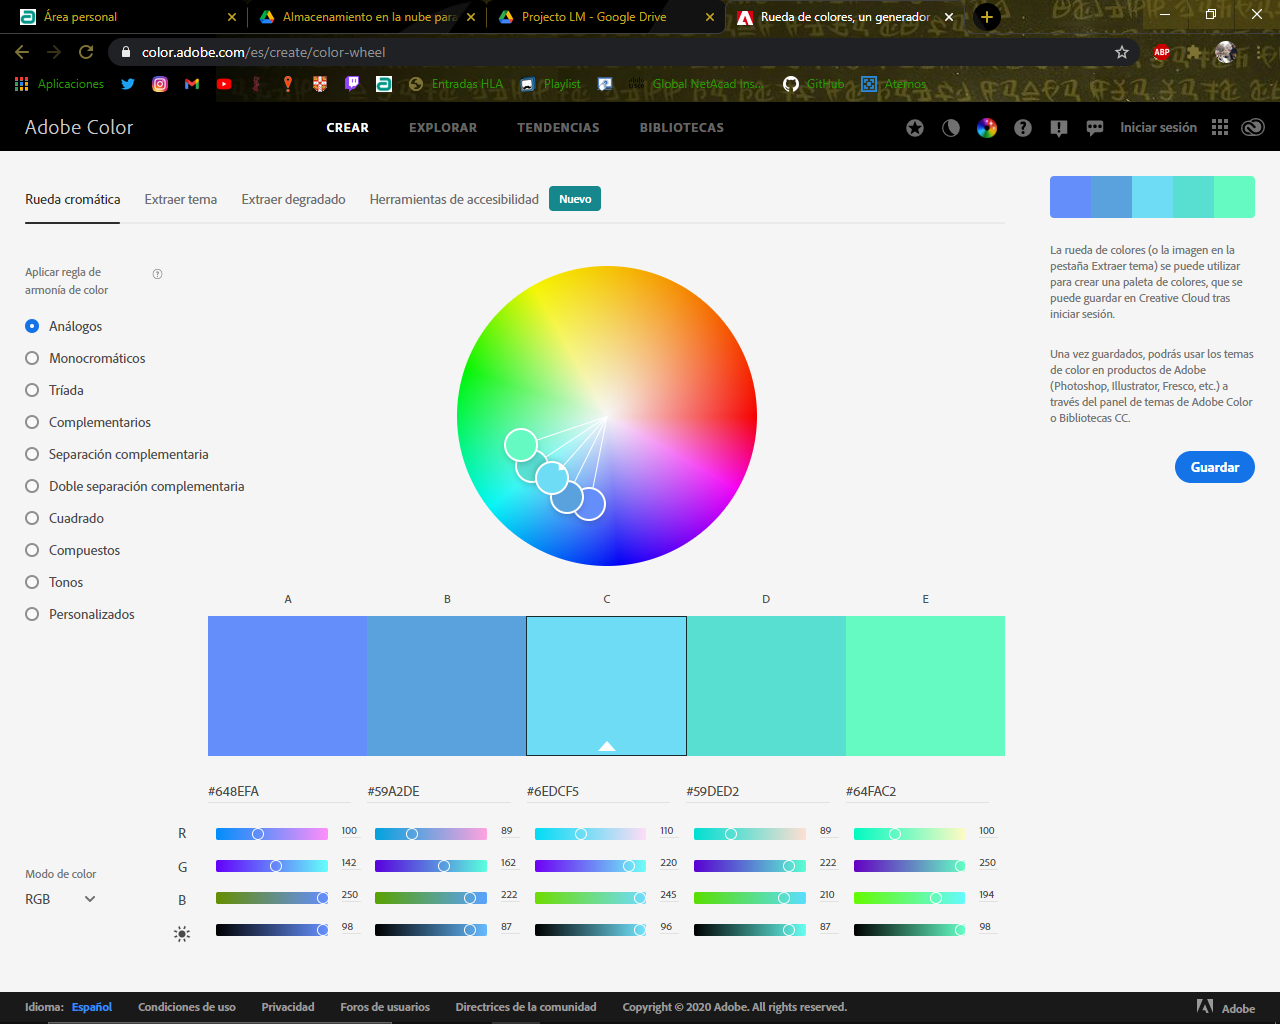 Área personal
Almacenamiento en la nube para
Projecto LM - Google Drive
Rueda de colores, un generador
color.adobe.com/es/create/color-wheel
ABP
Aplicaciones
Entradas HLA
Playlist
Global NetAcad Ins...
GitHub
Aternos
Adobe Color
CREAR
EXPLORAR
TENDENCIAS
BIBLIOTECAS
Iniciar sesión
Rueda cromática
Extraer tema
Extraer degradado
Herramientas de accesibilidad
Nuevo
Aplicar regla de
armonía de color
Análogos
Monocromáticos
Tríada
Complementarios
Separación complementaria
Doble separación complementaria
Cuadrado
Compuestos
Tonos
Personalizados
La rueda de colores (o la imagen en la
pestaña Extraer tema) se puede utilizar
para crear una paleta de colores, que se
puede guardar en Creative Cloud tras
iniciar sesión.
Una vez guardados, podrás usar los temas
de color en productos de Adobe
(Photoshop, Illustrator, Fresco, etc.) a
través del panel de temas de Adobe Color
o Bibliotecas CC.
Guardar
A B C D E
#648EFA #59A2DE #6EDCF5 #59DED2 #64FAC2
R 100 89 110 89 100
G 142 162 220 222 250
B 250 222 245 210 194
98 87 96 87 98
Modo de color
RGB
Idioma: Español Condiciones de uso Privacidad Foros de usuarios Directrices de la comunidad Copyright © 2020 Adobe. All rights reserved. Adobe